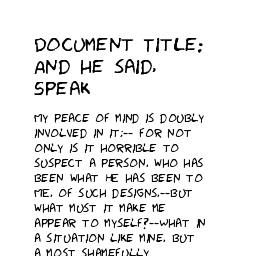 DOCUMENT TITLE:
AND HE SAID,
SPEAK
MY PEACE OF MIND IS DOUBLY
INVOLVED IN IT;-- FOR NOT
ONLY IS IT HORRIBLE TO
SUSPECT A PERSON, WHO HAS
BEEN WHAT HE HAS BEEN TO
ME, OF SUCH DESIGNS,--BUT
WHAT MUST IT MAKE ME
APPEAR TO MYSELF?--WHAT IN
A SITUATION LIKE MINE, BUT
A MOST SHAMEFULLY